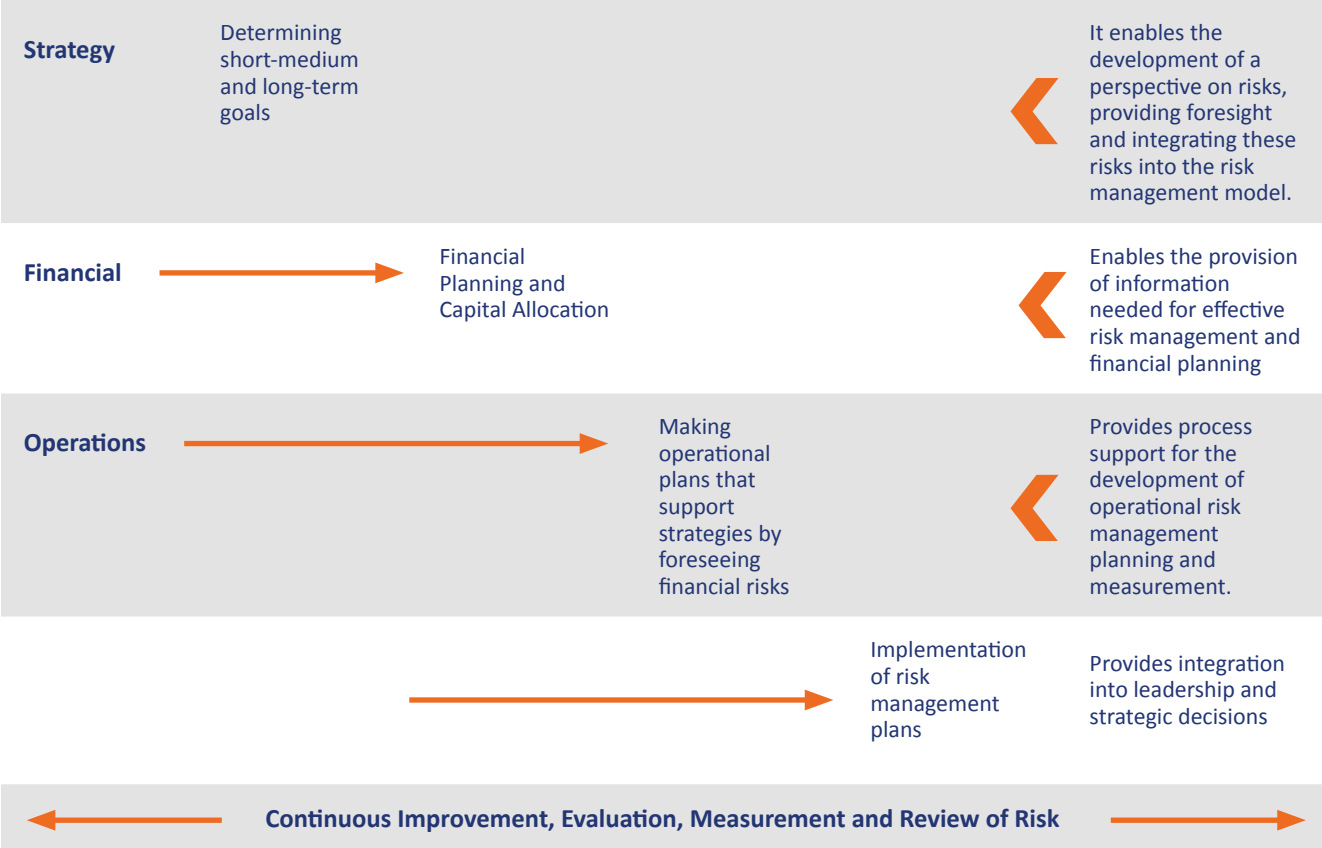 Strategy
Determining
short-medium
and long-term
goals
It enables the
development of a
perspective on risks,
providing foresight
and integrating these
risks into the risk
management model.
Financial
Financial
Planning and
Capital Allocation
Enables the provision
of information
needed for effective
risk management and
financial planning
Operations
Making
operational
plans that
support
strategies by
foreseeing
financial risks
Provides process
support for the
development of
operational risk
management
planning and
measurement.
Implementation
of risk
management
plans
Provides integration
into leadership and
strategic decisions
Continuous Improvement, Evaluation, Measurement and Review of Risk